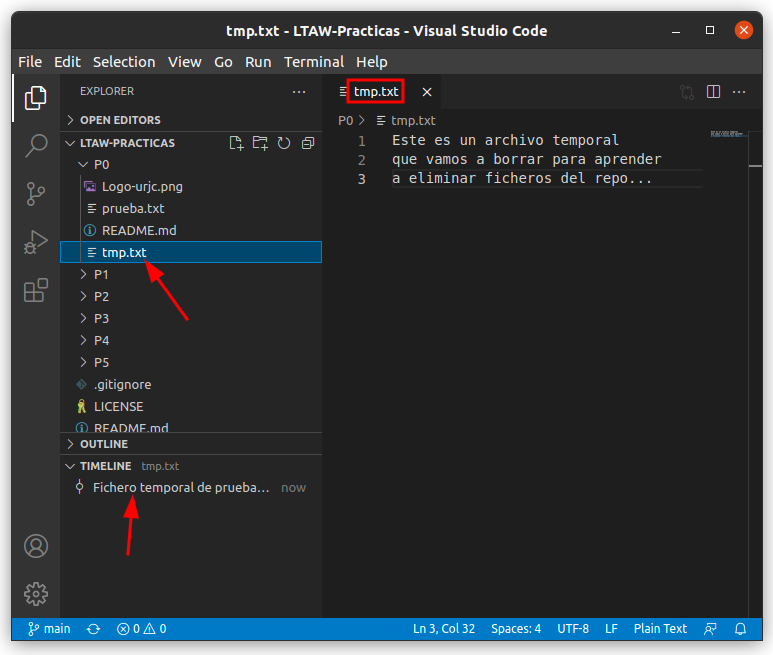 tmp.txt - LTAW-Practicas - Visual Studio Code
File Edit Selection View Go Run Terminal Help
EXPLORER
OPEN EDITORS
LTAW-PRACTICAS
P0
Logo-urjc.png
prueba.txt
README.md
tmp.txt
P1
P2
P3
P4
P5
.gitignore
LICENSE
README.md
OUTLINE
TIMELINE tmp.txt
Fichero temporal de prueba... now
tmp.txt
P0 > tmp.txt
1 Este es un archivo temporal
2 que vamos a borrar para aprender
3 a eliminar ficheros del repo...
main 0 0 Ln 3, Col 32 Spaces: 4 UTF-8 LF Plain Text